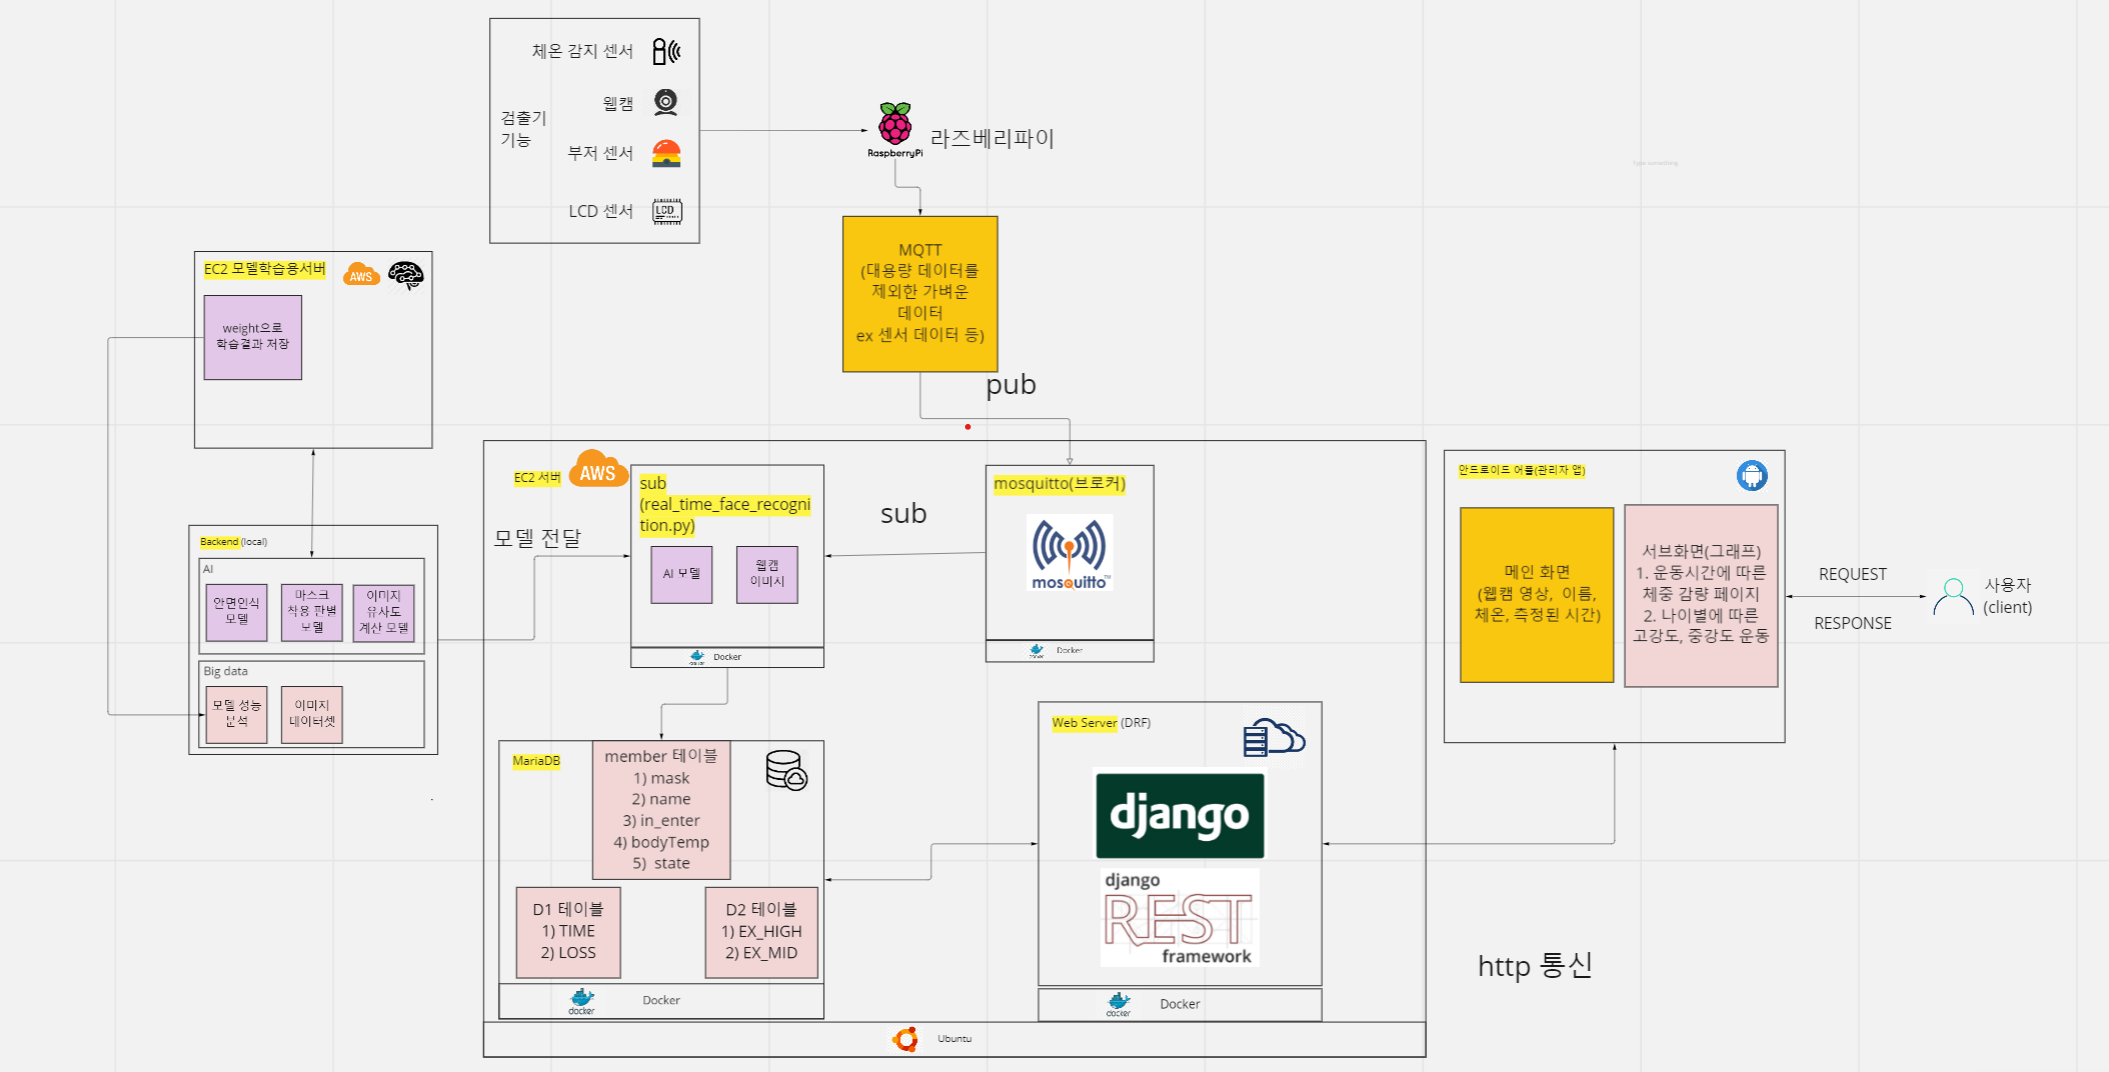 체온 감지 센서
웹캠
검출기
기능
부저 센서
LCD 센서
LCD
RaspberryPi
라즈베리파이
Type something
MQTT
(대용량 데이터를
제외한 가벼운
데이터
ex 센서 데이터 등)
pub
EC2 모델학습용서버
AWS
weight으로
학습결과 저장
Backend (local)
AI
안면인식
모델
마스크
착용 판별
모델
이미지
유사도
계산 모델
Big data
모델 성능
분석
이미지
데이터셋
모델 전달
EC2 서버
AWS
sub
(real_time_face_recogni
tion.py)
AI 모델
웹캠
이미지
docker
Docker
sub
mosquitto(브로커)
mosquitto
docker
Docker
MariaDB
member 테이블
1) mask
2) name
3) in_enter
4) bodyTemp
5) state
D1 테이블
1) TIME
2) LOSS
D2 테이블
1) EX_HIGH
2) EX_MID
docker
Docker
Web Server (DRF)
django
django
REST
framework
docker
Docker
Ubuntu
안드로이드 어플(관리자 앱)
메인 화면
(웹캠 영상, 이름,
체온, 측정된 시간)
서브화면(그래프)
1. 운동시간에 따른
체중 감량 페이지
2. 나이별에 따른
고강도, 중강도 운동
REQUEST
RESPONSE
사용자
(client)
http 통신